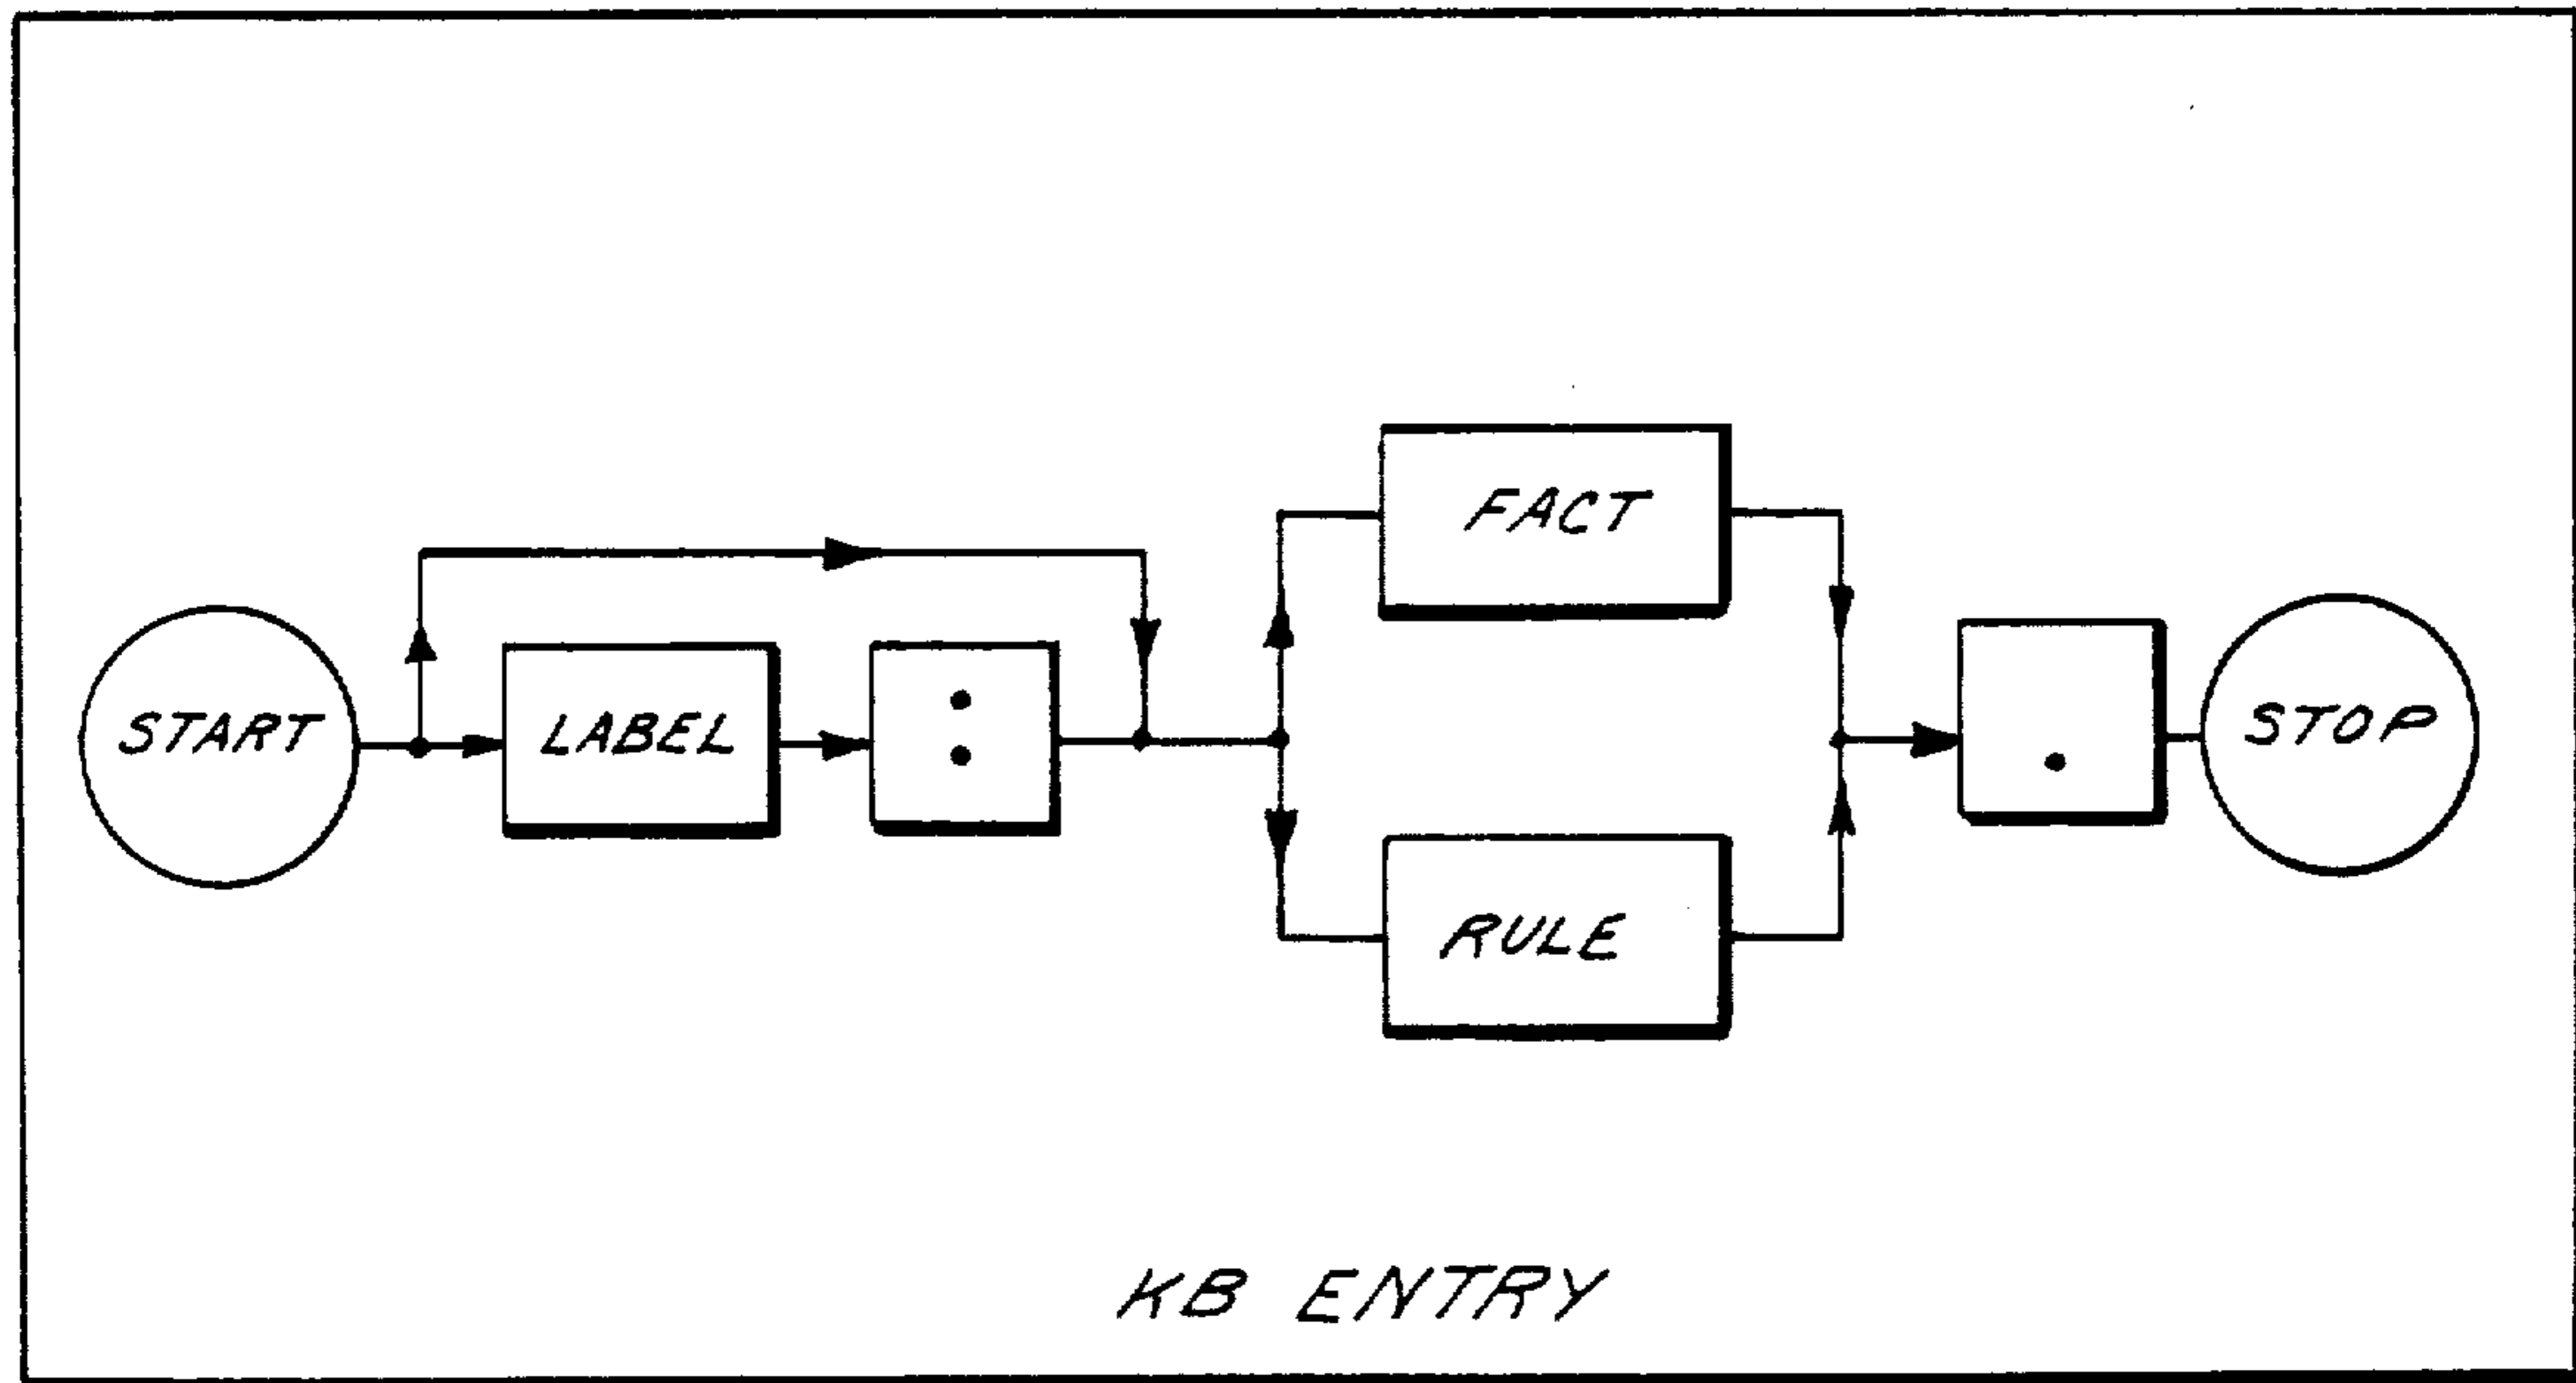 FACT
START
LABEL
:
.
STOP
RULE
KB ENTRY